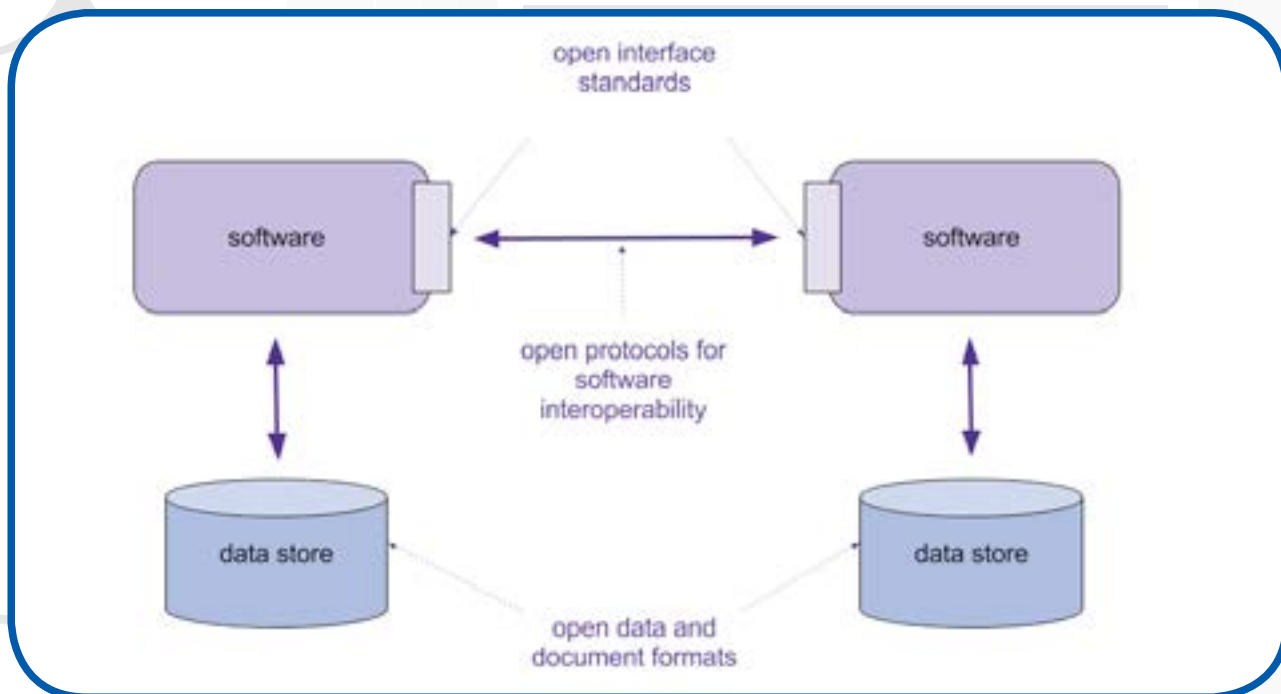 open interface
standards
software
software
open protocols for
software
interoperability
data store
data store
open data and
document formats